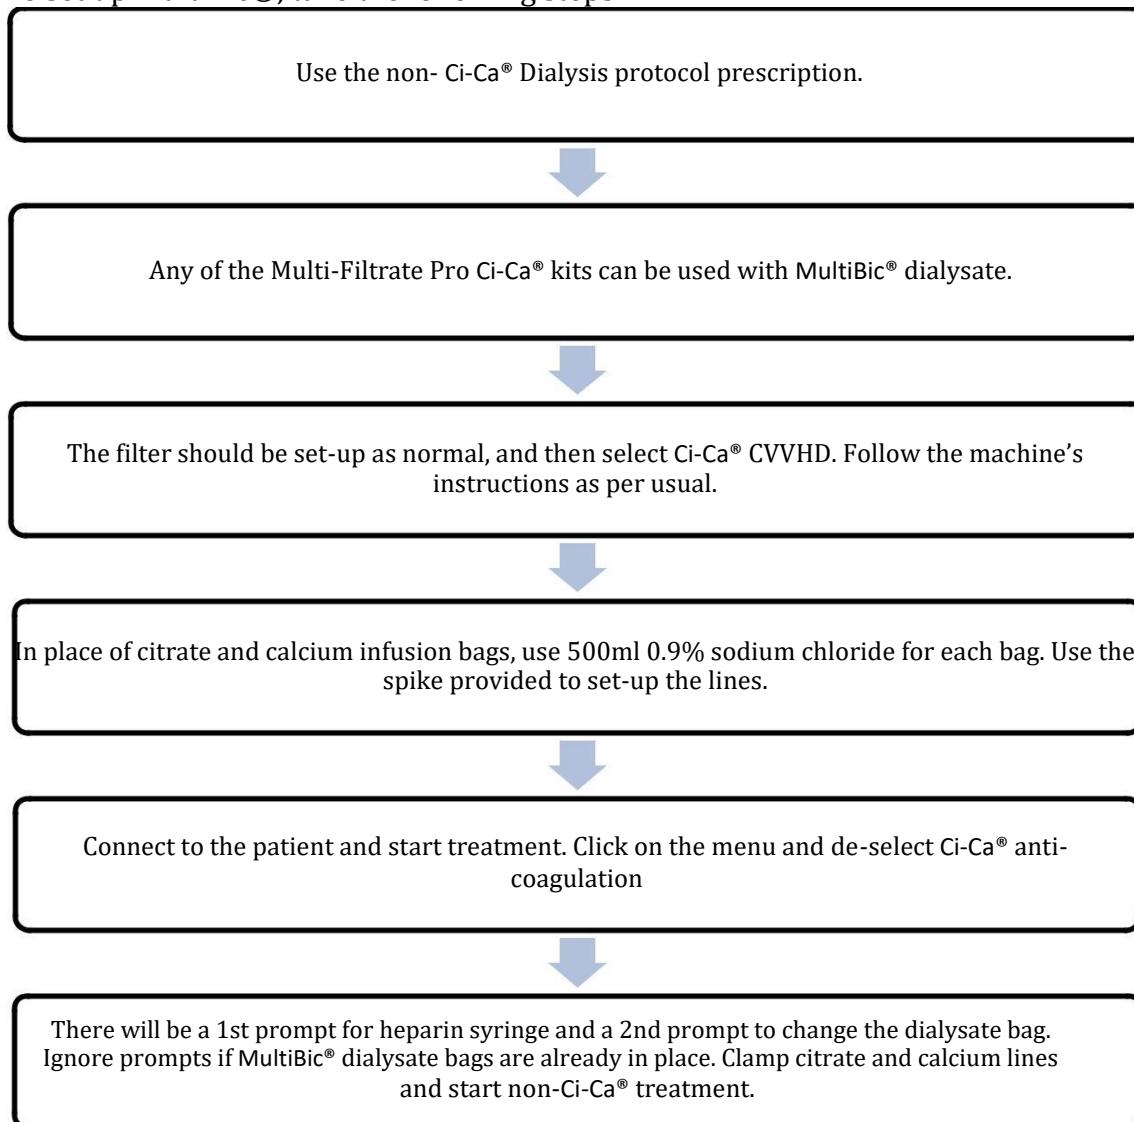 Use the non- Ci-Ca® Dialysis protocol prescription.
Any of the Multi-Filtrate Pro Ci-Ca® kits can be used with MultiBic® dialysate.
The filter should be set-up as normal, and then select Ci-Ca® CVVHD. Follow the machine's
instructions as per usual.
In place of citrate and calcium infusion bags, use 500ml 0.9% sodium chloride for each bag. Use the
spike provided to set-up the lines.
Connect to the patient and start treatment. Click on the menu and de-select Ci-Ca® anti-
coagulation
There will be a 1st prompt for heparin syringe and a 2nd prompt to change the dialysate bag.
Ignore prompts if MultiBic® dialysate bags are already in place. Clamp citrate and calcium lines
and start non-Ci-Ca® treatment.